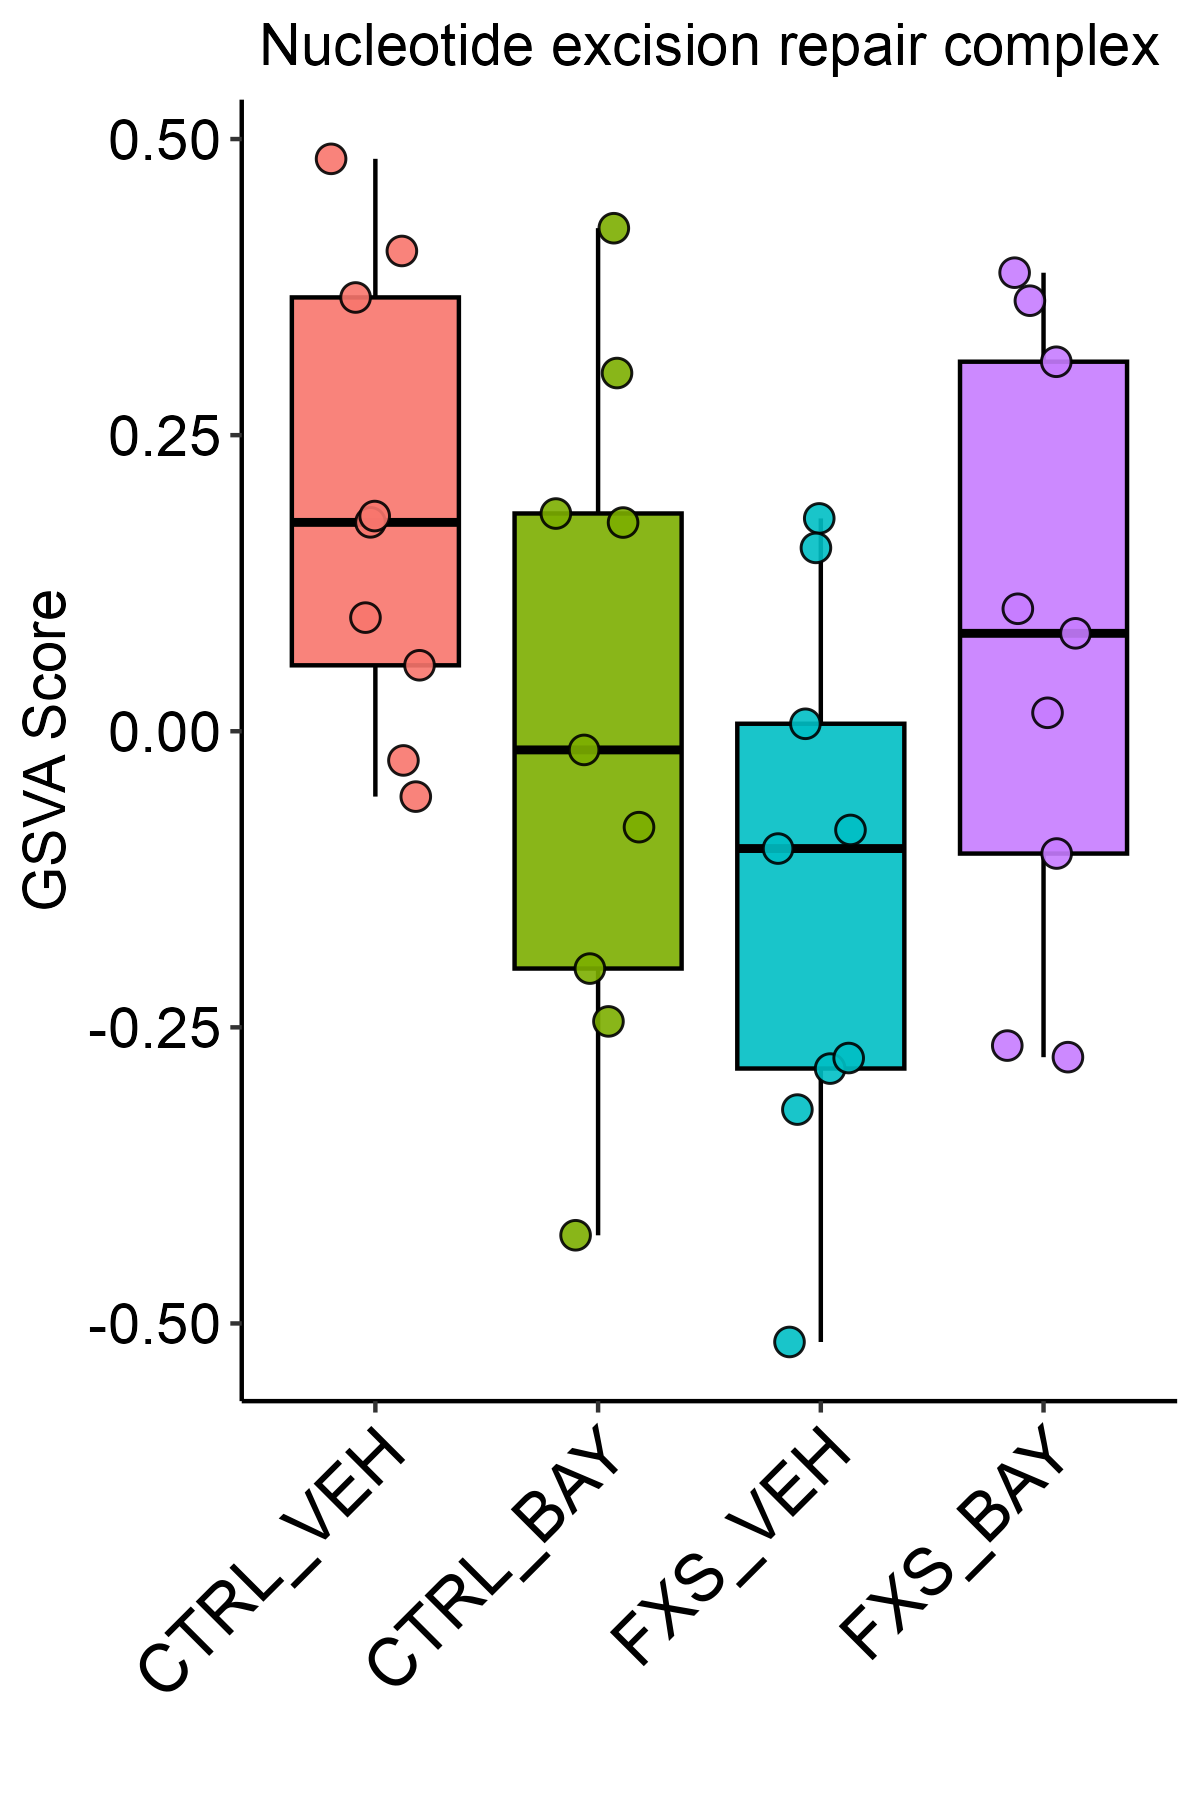 Nucleotide excision repair complex
0.50
0.25
0.00
-0.25
-0.50
GSVA Score
CTRL_VEH
CTRL_BAY
FXS_VEH
FXS_BAY